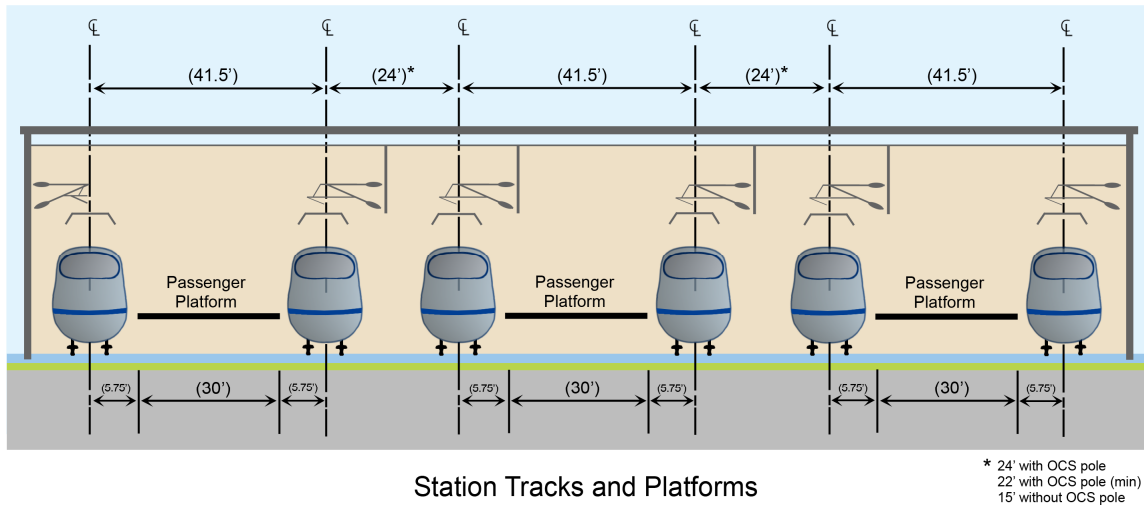 ℄ ℄ ℄ ℄ ℄ ℄
(41.5') (24')* (41.5') (24')* (41.5')
Passenger
Platform
Passenger
Platform
Passenger
Platform
(5.75') (30') (5.75') (5.75') (30') (5.75') (5.75') (30') (5.75')
Station Tracks and Platforms
* 24' with OCS pole
22' with OCS pole (min)
15' without OCS pole